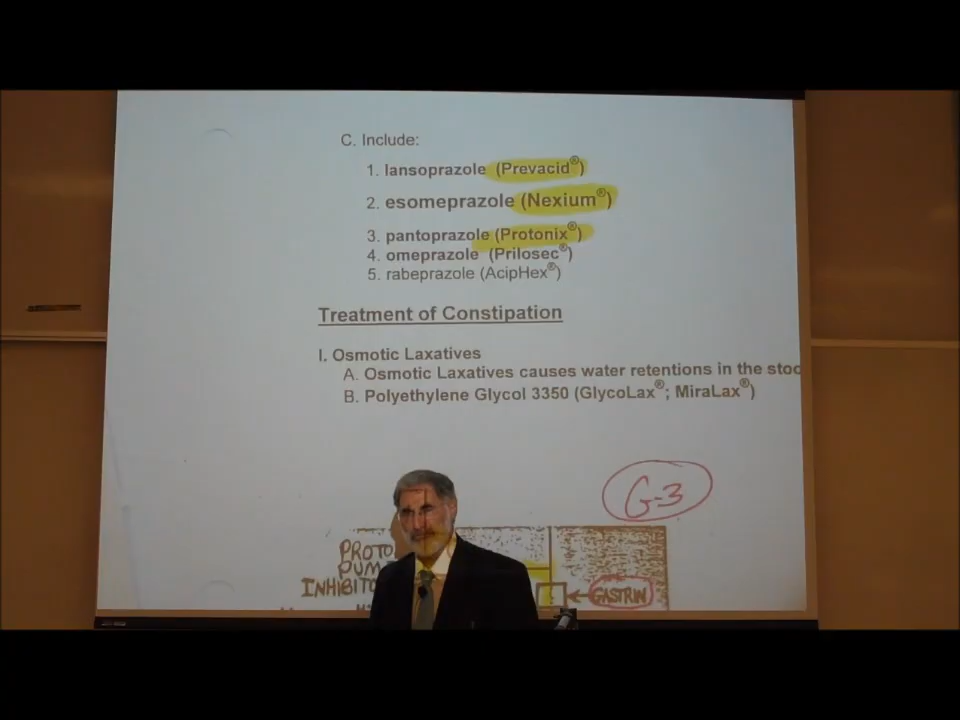 C. Include:
1. lansoprazole (Prevacid®)
2. esomeprazole (Nexium®)
3. pantoprazole (Protonix®)
4. omeprazole (Prilosec®)
5. rabeprazole (AcipHex®)
Treatment of Constipation
I. Osmotic Laxatives
A. Osmotic Laxatives causes water retentions in the stoo
B. Polyethylene Glycol 3350 (GlycoLax®; MiraLax®)
G-3
PROTO
PUM
INHIBITO
GASTRIN